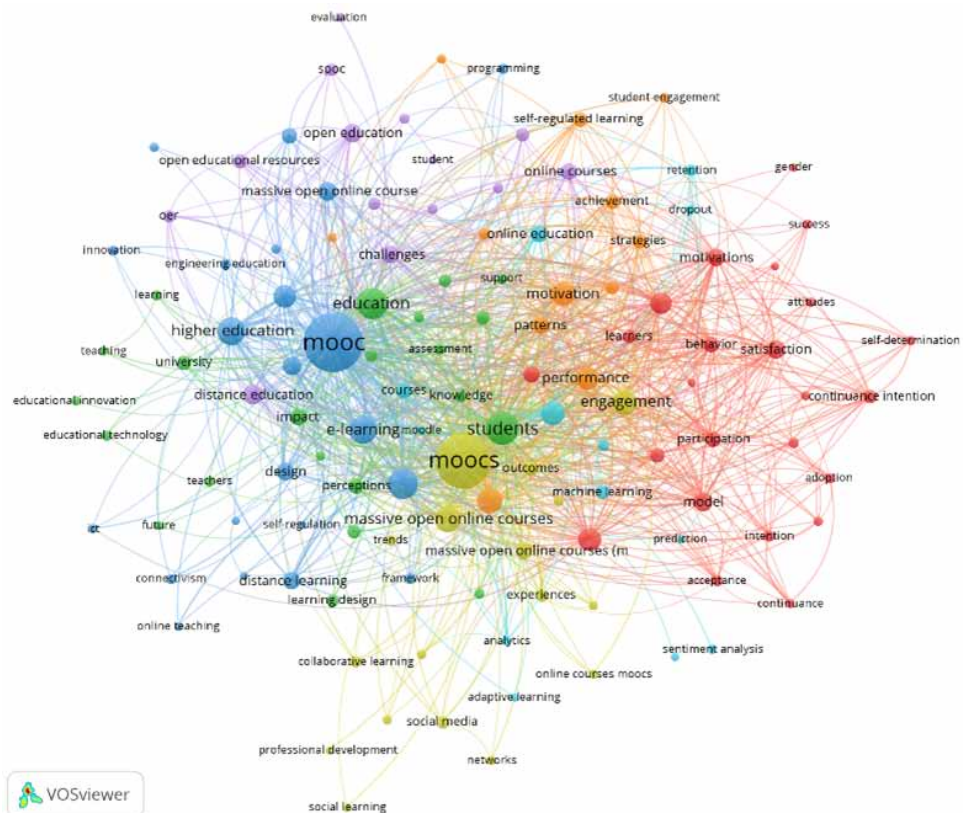 evaluation
spoc
programming
student engagement
self-regulated learning
open education
open educational resources
student
online courses
retention
gender
massive open online course
achievement
oer
dropout
success
online education
strategies
innovation
challenges
motivations
engineering education
support
learning
education
motivation
attitudes
higher education
mooc
patterns
learners
behavior
satisfaction
self-determination
teaching
university
assessment
performance
distance education
courses
knowledge
engagement
continuance intention
educational innovation
impact
e-learning
moodle
students
educational technology
participation
moocs
outcomes
design
teachers
perceptions
machine learning
adoption
model
ict
future
self-regulation
massive open online courses
trends
massive open online courses (m
prediction
intention
connectivism
distance learning
framework
acceptance
learning design
experiences
continuance
online teaching
analytics
sentiment analysis
collaborative learning
online courses moocs
adaptive learning
social media
professional development
networks
VOSviewer
social learning